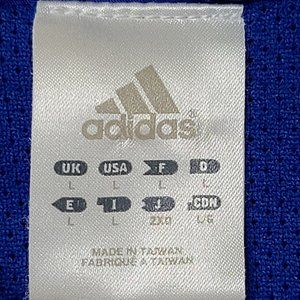 adidas
UK USA F D
L L L L
E I J CDN
L L 2XO L/G
MADE IN TAIWAN
FABRIQUÉ A TAIWAN